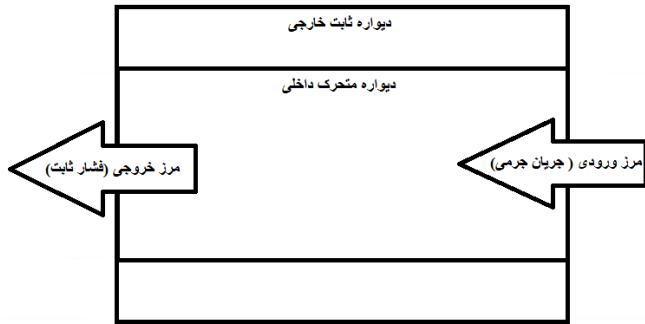 دیواره ثابت خارجی
دیواره متحرک داخلی
مرز ورودی ( جریان جرمی)
مرز خروجی (فشار ثابت)